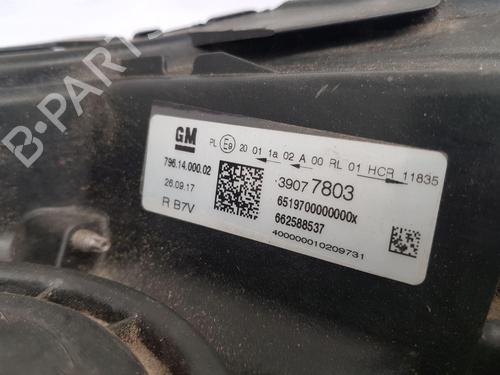 GM
PL E9 20 01 1a 02 A 00 RL 01 HCR 11835
796.14.000.02
26.09.17
R B7V
39077803
6519700000000X
662588537
400000010209731
B-PARTS